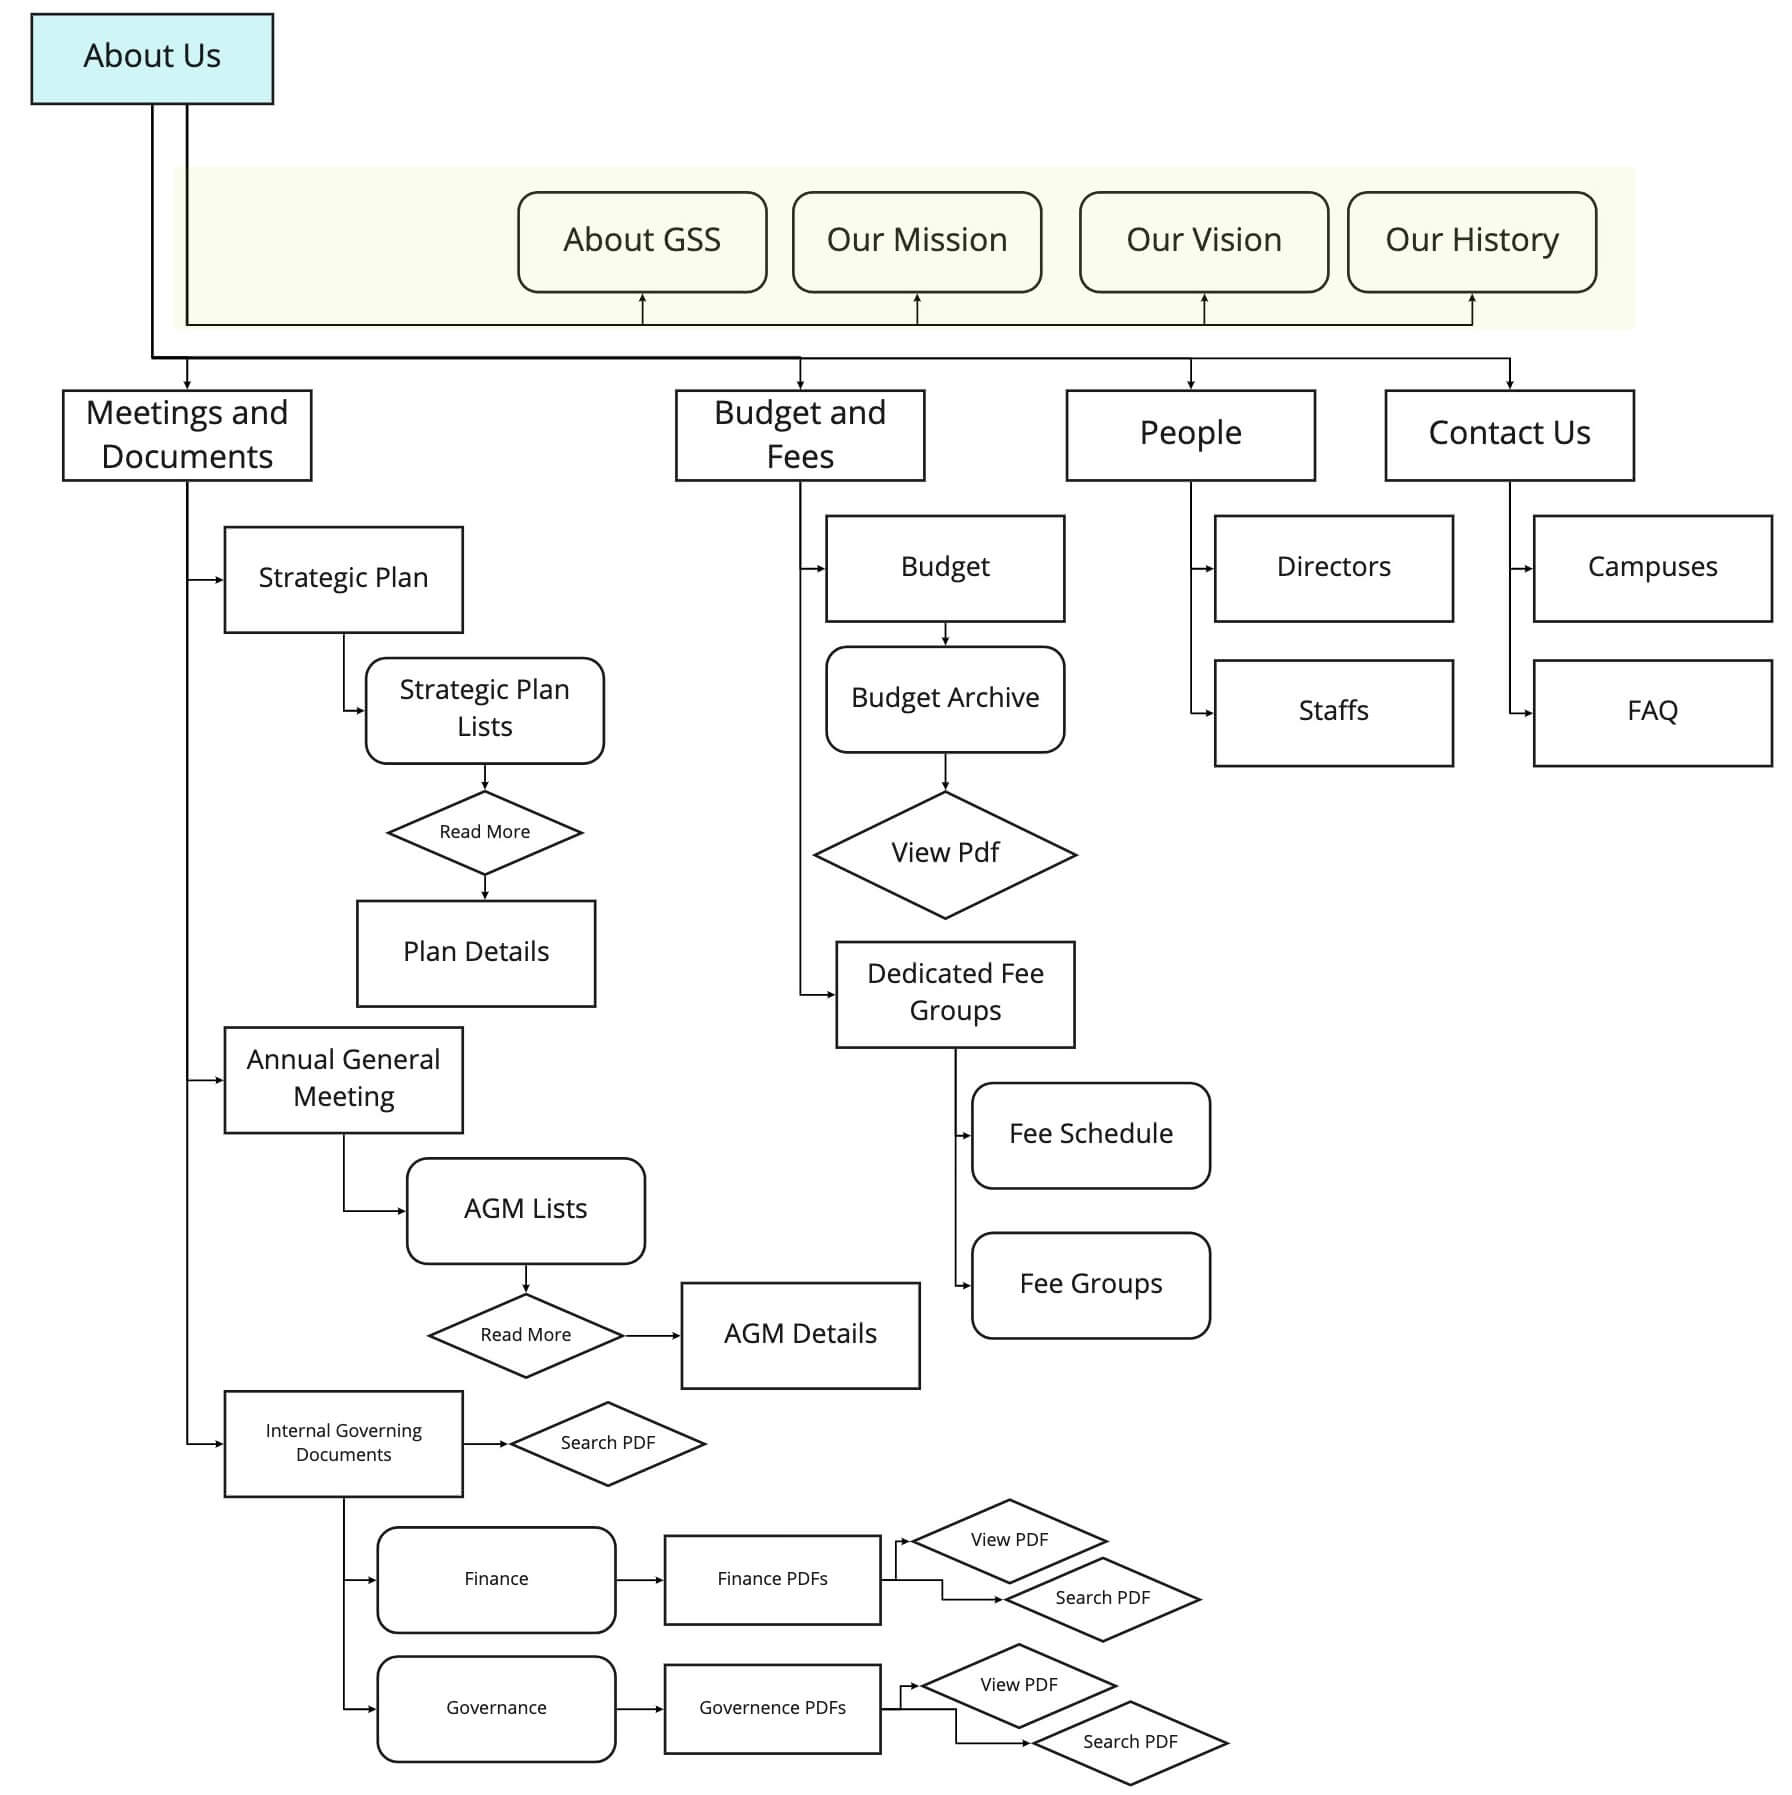 About Us
About GSS
Our Mission
Our Vision
Our History
Meetings and
Documents
Budget and
Fees
People
Contact Us
Strategic Plan
Budget
Directors
Campuses
Strategic Plan
Lists
Budget Archive
Staffs
FAQ
Read More
View Pdf
Plan Details
Dedicated Fee
Groups
Annual General
Meeting
Fee Schedule
AGM Lists
Fee Groups
Read More
AGM Details
Internal Governing
Documents
Search PDF
Finance
Finance PDFs
View PDF
Search PDF
Governance
Governence PDFs
View PDF
Search PDF